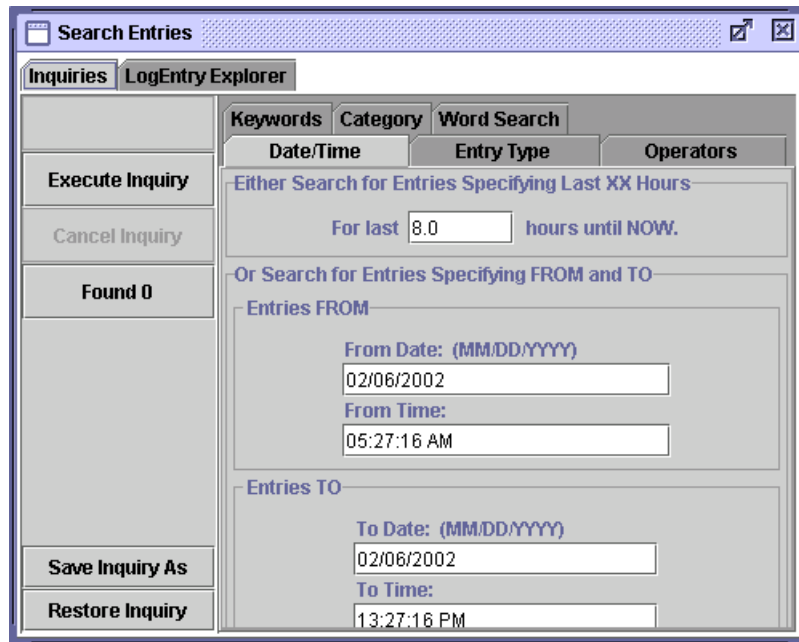 Search Entries
Inquiries LogEntry Explorer
Keywords Category Word Search
Date/Time Entry Type Operators
Execute Inquiry
Cancel Inquiry
Found 0
Save Inquiry As
Restore Inquiry
Either Search for Entries Specifying Last XX Hours
For last 8.0 hours until NOW.
Or Search for Entries Specifying FROM and TO
Entries FROM
From Date: (MM/DD/YYYY)
02/06/2002
From Time:
05:27:16 AM
Entries TO
To Date: (MM/DD/YYYY)
02/06/2002
To Time:
13:27:16 PM